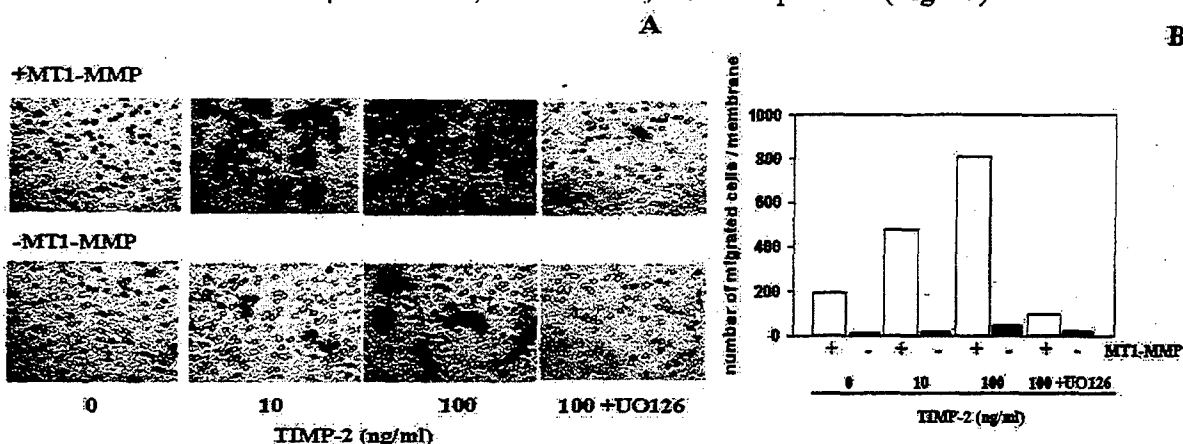 A
B
+MT1-MMP
-MT1-MMP
0 10 100 100 +UO126
TIMP-2 (ng/ml)
number of migrated cells / membrane
1000
800
600
400
200
0
+ - + - + - + - MT1-MMP
0 10 100 100 +UO126
TIMP-2 (ng/ml)